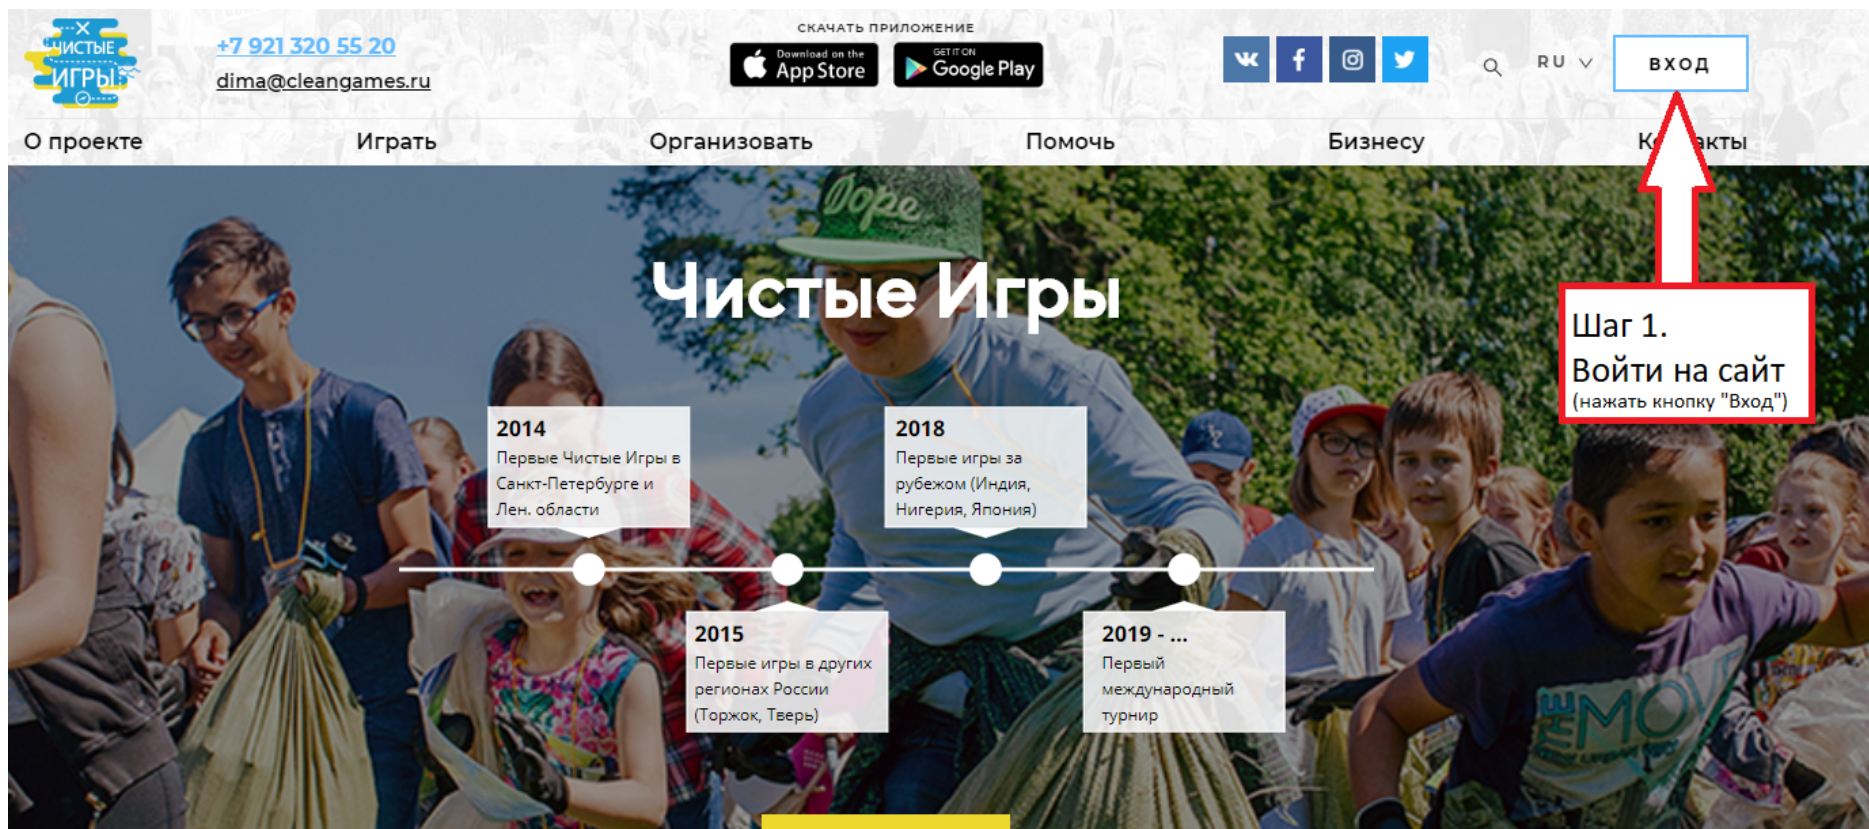 ЧИСТЫЕ
ИГРЫ
+7 921 320 55 20
dima@cleangames.ru
СКАЧАТЬ ПРИЛОЖЕНИЕ
Download on the
App Store
GET IT ON
Google Play
RU
ВХОД
О проекте
Играть
Организовать
Помочь
Бизнесу
Dope
Чистые Игры
Шаг 1.
Войти на сайт
(нажать кнопку "Вход")
2014
Первые Чистые Игры в
Санкт-Петербурге и
Лен. области
2018
Первые игры за
рубежом (Индия,
Нигерия, Япония)
2015
Первые игры в других
регионах России
(Торжок, Тверь)
2019 - ...
Первый
международный
турнир
THE
MOV